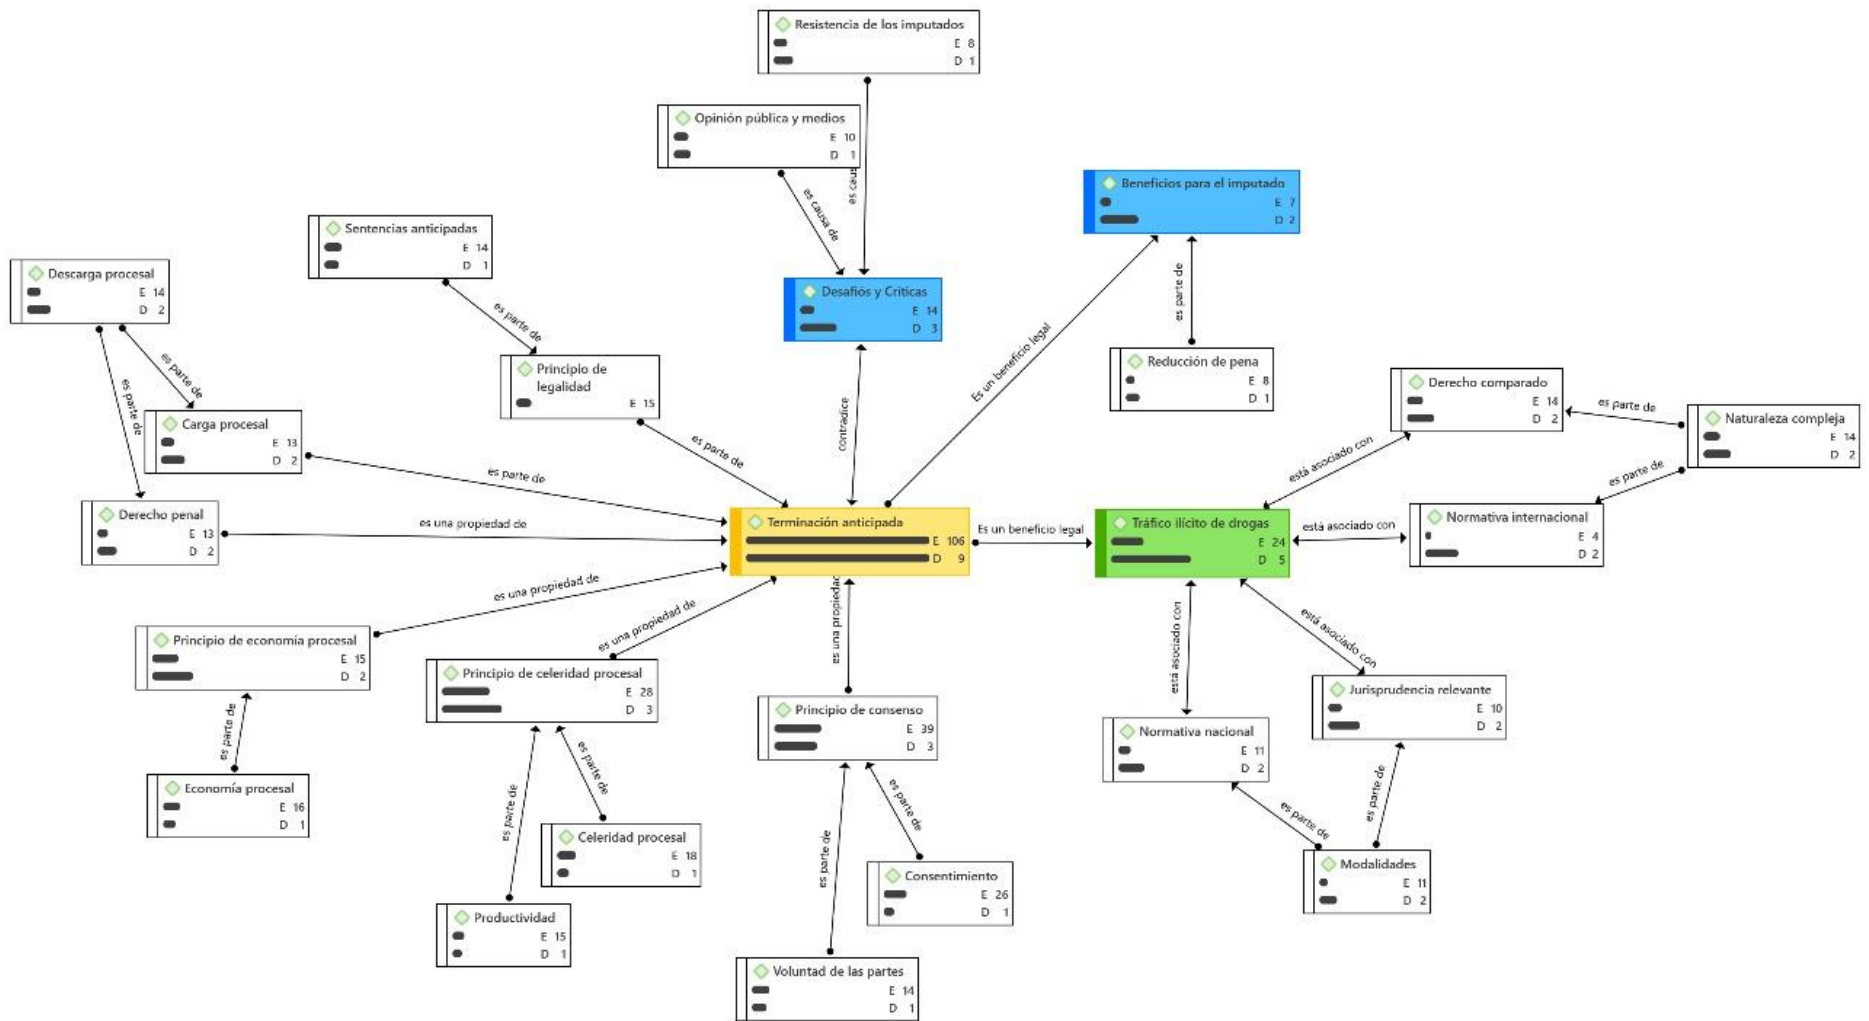 Resistencia de los imputados
E 8
D 1
Opinión pública y medios
E 10
D 1
es causa de
es cau
Beneficios para el imputado
E 7
D 2
Sentencias anticipadas
E 14
D 1
Descarga procesal
E 14
D 2
Desafiós y Críticas
E 14
D 3
es parte de
es parte de
Es un beneficio legal
Reducción de pena
E 8
D 1
Principio de
legalidad
E 15
es parte de
es parte de
contradice
es parte de
Derecho comparado
E 14
D 2
es parte de
Naturaleza compleja
E 14
D 2
Carga procesal
E 13
D 2
es parte de
está asociado con
es parte de
Derecho penal
E 13
D 2
es una propiedad de
Terminación anticipada
E 106
D 9
Es un beneficio legal
Tráfico ilícito de drogas
E 24
D 5
está asociado con
Normativa internacional
E 4
D 2
es una propiedad de
es una propiedad de
es una propiedad
está asociado con
está asociado con
Principio de economía procesal
E 15
D 2
Principio de celeridad procesal
E 28
D 3
Principio de consenso
E 39
D 3
Jurisprudencia relevante
E 10
D 2
Normativa nacional
E 11
D 2
es parte de
es parte de
es parte de
es parte de
es parte de
es parte de
es parte de
Economía procesal
E 16
D 1
Celeridad procesal
E 18
D 1
Consentimiento
E 26
D 1
Modalidades
E 11
D 2
Productividad
E 15
D 1
Voluntad de las partes
E 14
D 1